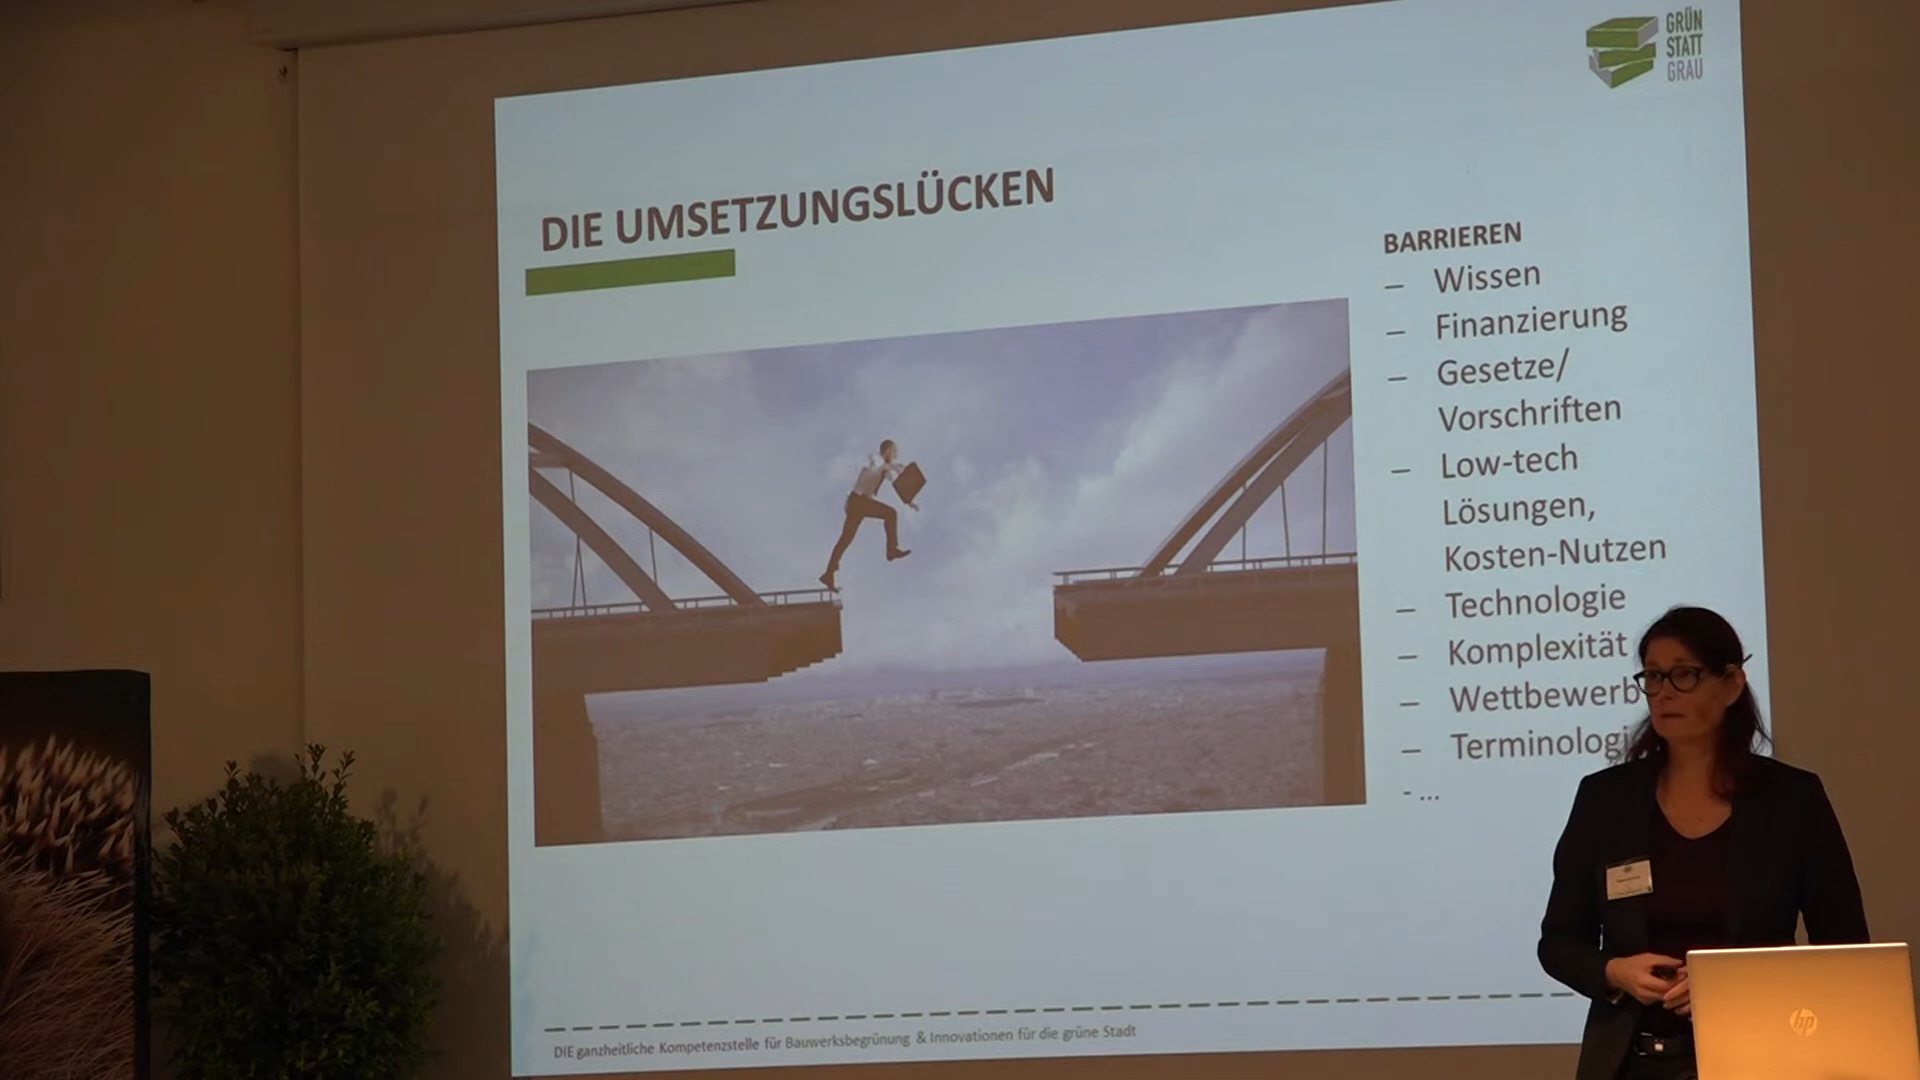 GRÜN
STATT
GRAU
DIE UMSETZUNGSLÜCKEN
BARRIEREN
– Wissen
– Finanzierung
– Gesetze/
Vorschriften
– Low-tech
Lösungen,
Kosten-Nutzen
– Technologie
– Komplexität
– Wettbewerb
– Terminologi
- ...
DIE ganzheitliche Kompetenzstelle für Bauwerksbegrünung & Innovationen für die grüne Stadt
hp